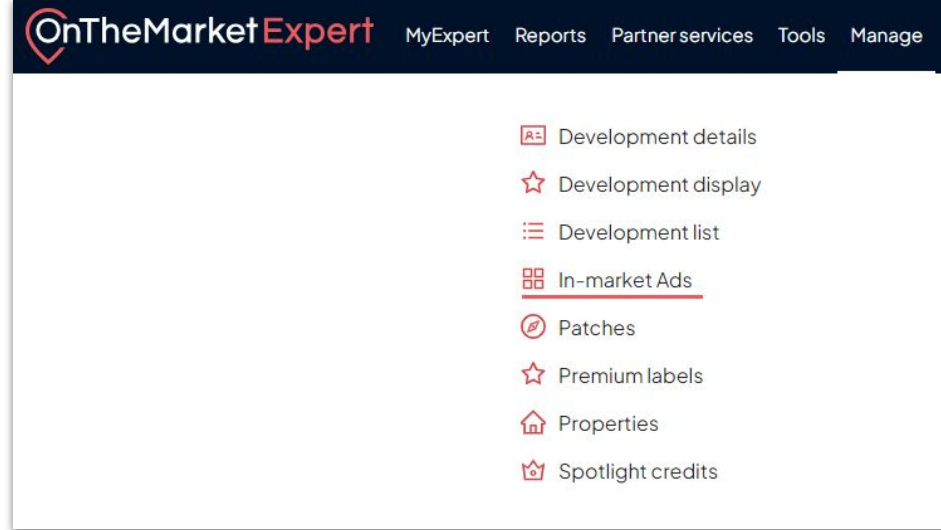 OnTheMarket Expert MyExpert Reports Partner services Tools Manage
Development details
Development display
Development list
In-market Ads
Patches
Premium labels
Properties
Spotlight credits